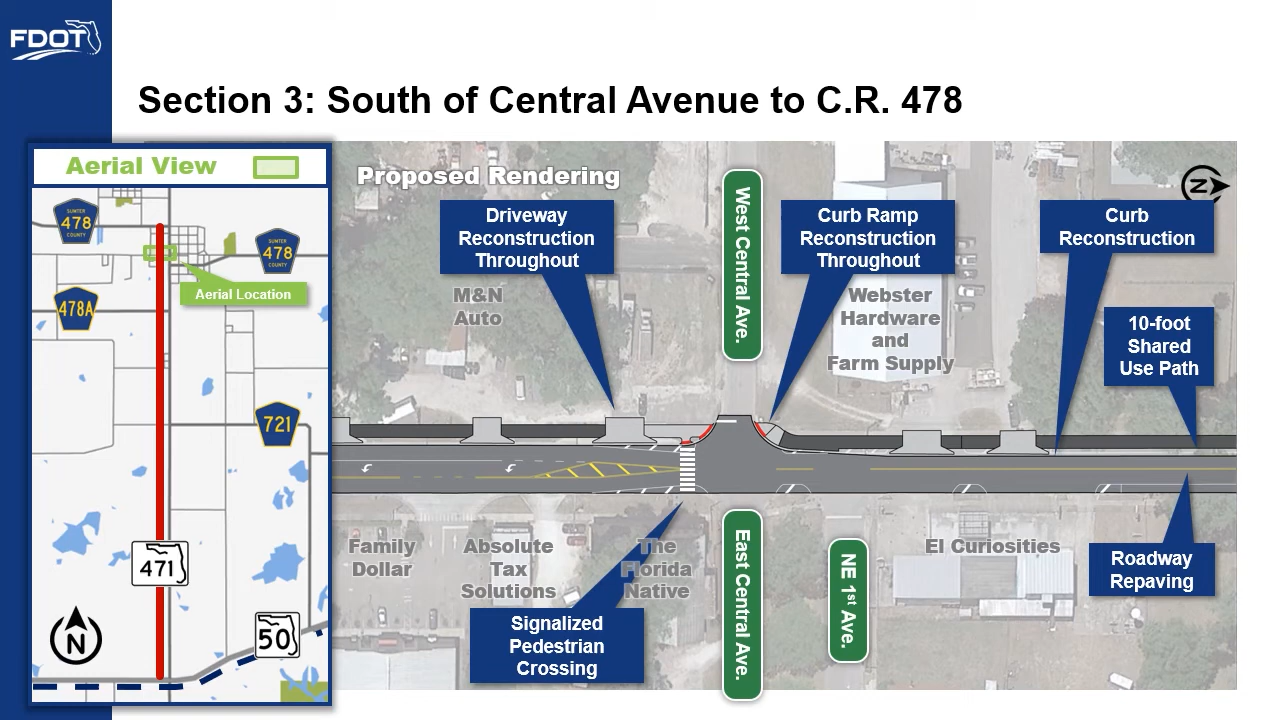 FDOT
Section 3: South of Central Avenue to C.R. 478
Aerial View
SUMTER
478
COUNTY
SUMTER
478
COUNTY
Aerial Location
478A
721
471
50
N
Proposed Rendering
N
Driveway
Reconstruction
Throughout
West Central Ave.
Curb Ramp
Reconstruction
Throughout
Curb
Reconstruction
M&N
Auto
Webster
Hardware
and
Farm Supply
10-foot
Shared
Use Path
Family
Dollar
Absolute
Tax
Solutions
The
Florida
Native
East Central Ave.
NE 1st Ave.
El Curiosities
Roadway
Repaving
Signalized
Pedestrian
Crossing